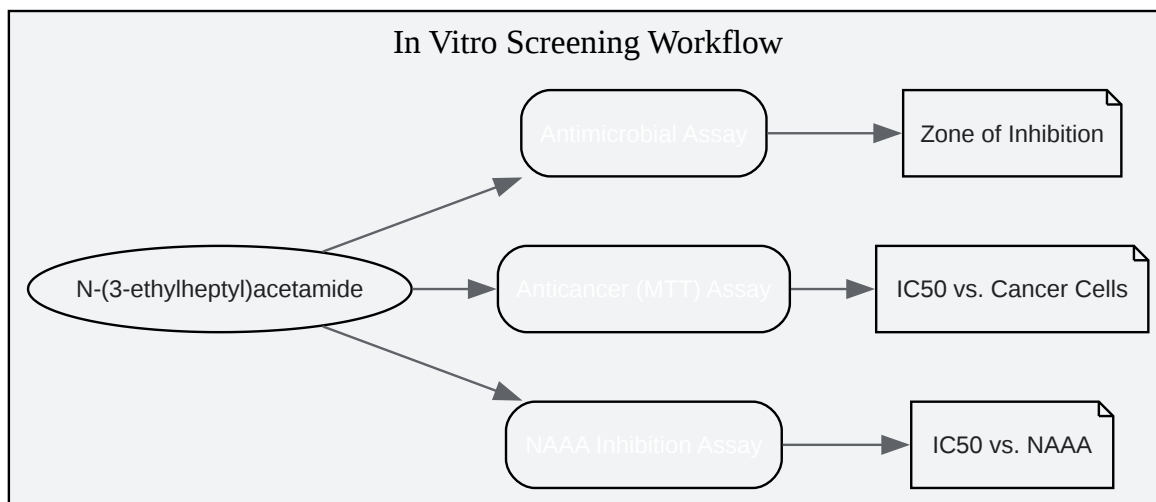 In Vitro Screening Workflow
Antimicrobial Assay
Zone of Inhibition
N-(3-ethylheptyl)acetamide
Anticancer (MTT) Assay
IC50 vs. Cancer Cells
NAAA Inhibition Assay
IC50 vs. NAAA